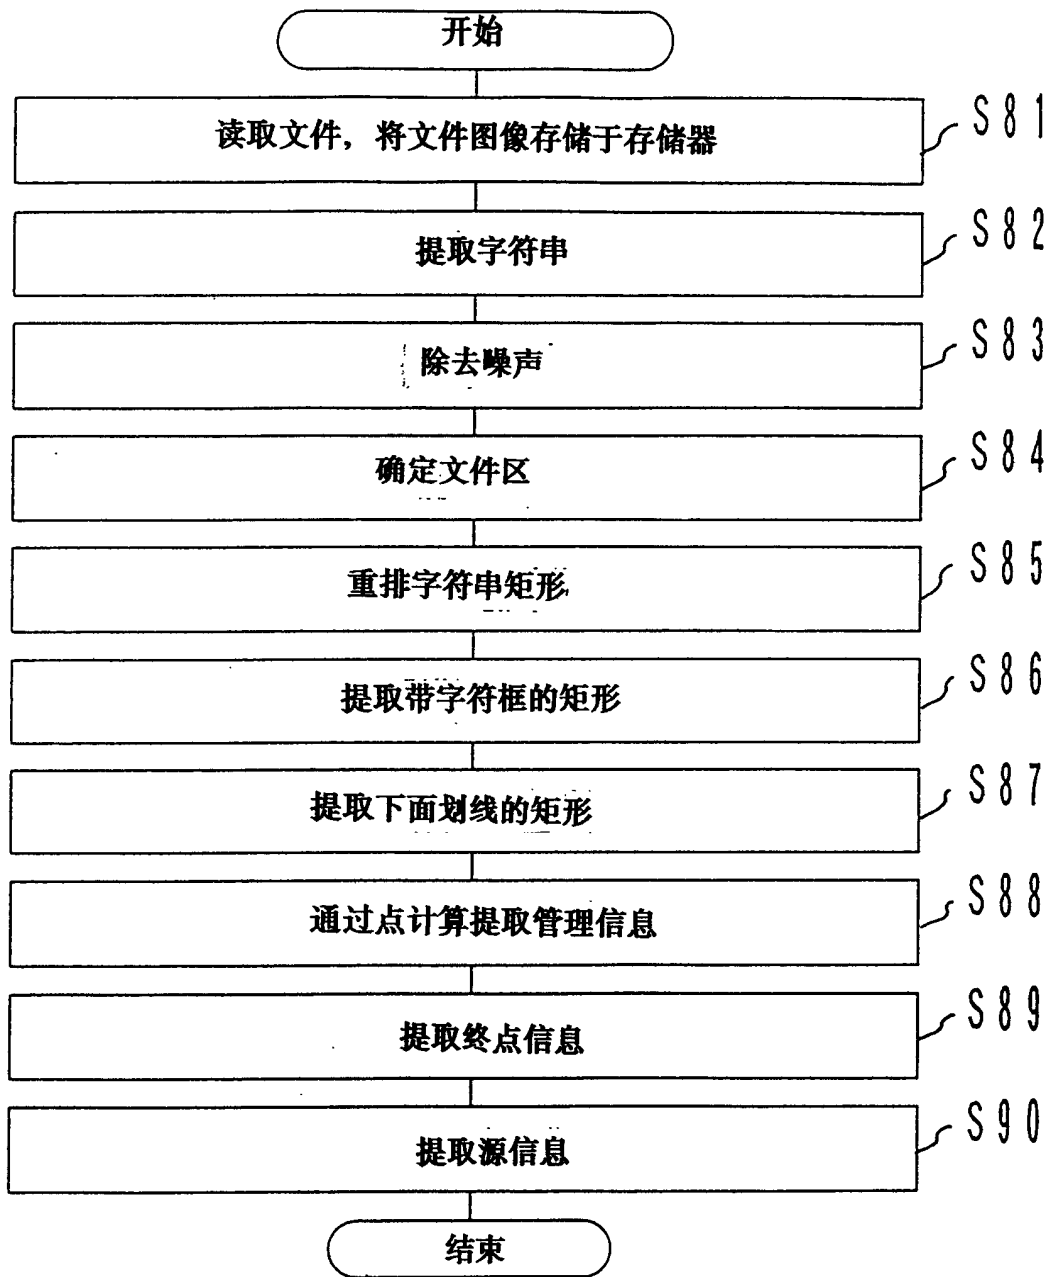 开始
读取文件，将文件图像存储于存储器
S81
提取字符串
S82
除去噪声
S83
确定文件区
S84
重排字符串矩形
S85
提取带字符框的矩形
S86
提取下面划线的矩形
S87
通过点计算提取管理信息
S88
提取终点信息
S89
提取源信息
S90
结束